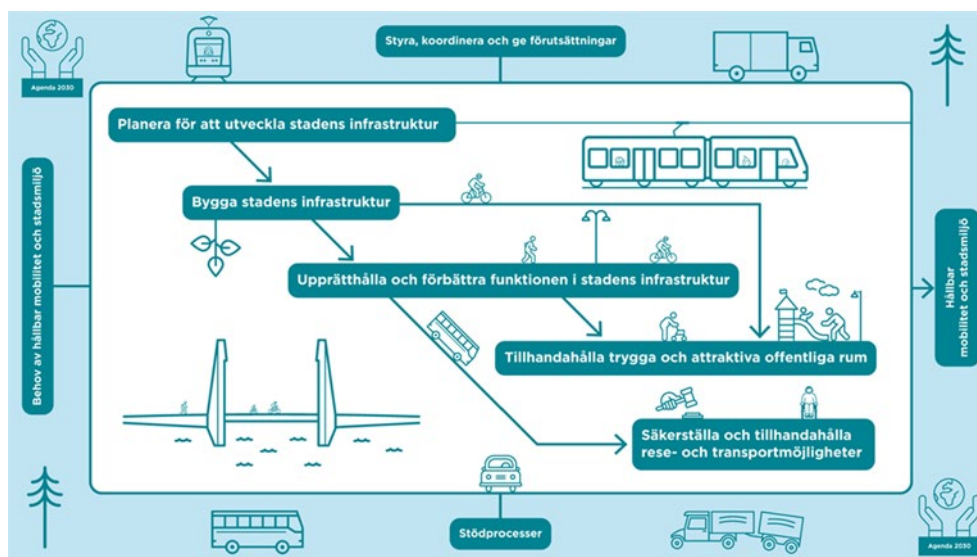 Styra, koordinera och ge förutsättningar
Agenda 2030
Planera för att utveckla stadens infrastruktur
Behov av hållbar mobilitet och stadsmiljö
Bygga stadens infrastruktur
Upprätthålla och förbättra funktionen i stadens infrastruktur
Hållbar
mobilitet och stadsmiljö
Tillhandahålla trygga och attraktiva offentliga rum
Säkerställa och tillhandahålla
rese- och transportmöjligheter
Stödprocesser
Agenda 2030